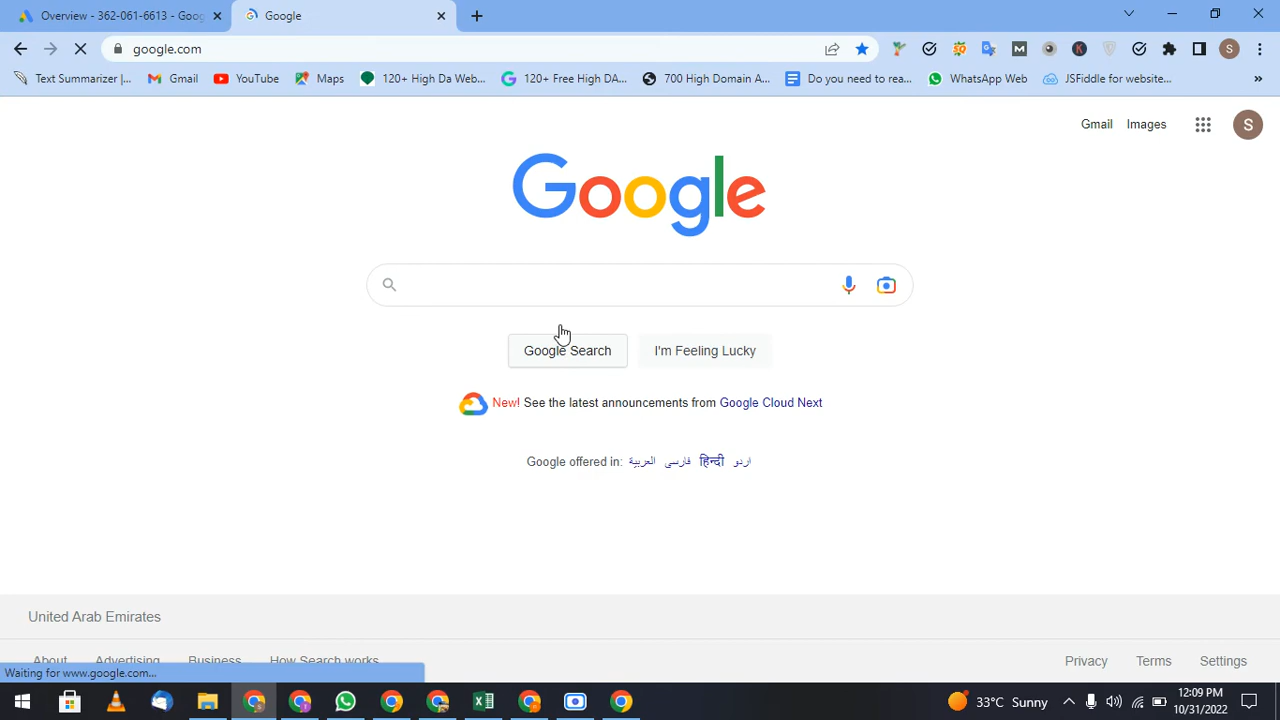 Overview - 362-061-6613 - Goog
Google
google.com
Text Summarizer |...
Gmail
YouTube
Maps
120+ High Da Web...
120+ Free High DA...
700 High Domain A...
Do you need to rea...
WhatsApp Web
JSFiddle for website...
»
Gmail
Images
S
Google
Google Search
I'm Feeling Lucky
New! See the latest announcements from Google Cloud Next
Google offered in: العربية فارسی हिन्दी اردو
United Arab Emirates
About
Advertising
Business
How Search works
Privacy
Terms
Settings
Waiting for www.google.com...
33°C Sunny
12:09 PM
10/31/2022